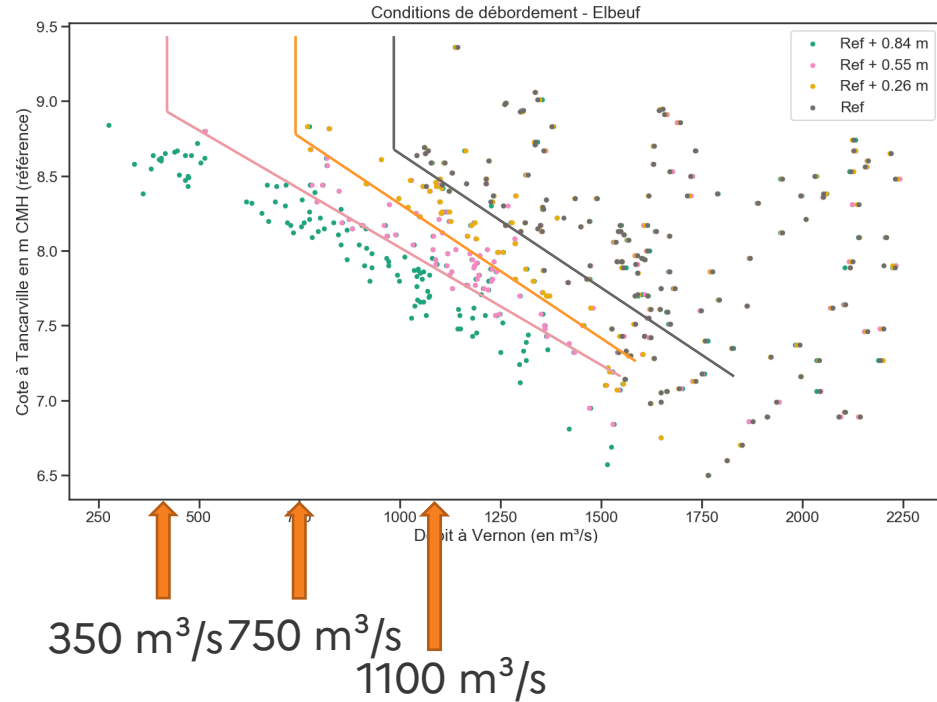 Conditions de débordement - Elbeuf
Ref + 0.84 m
Ref + 0.55 m
Ref + 0.26 m
Ref
Cote à Tancarville en m CMH (référence)
9.5
9.0
8.5
8.0
7.5
7.0
6.5
250 500 1000 1250 1500 1750 2000 2250
à Vernon (en m³/s)
350 m³/s 750 m³/s
1100 m³/s